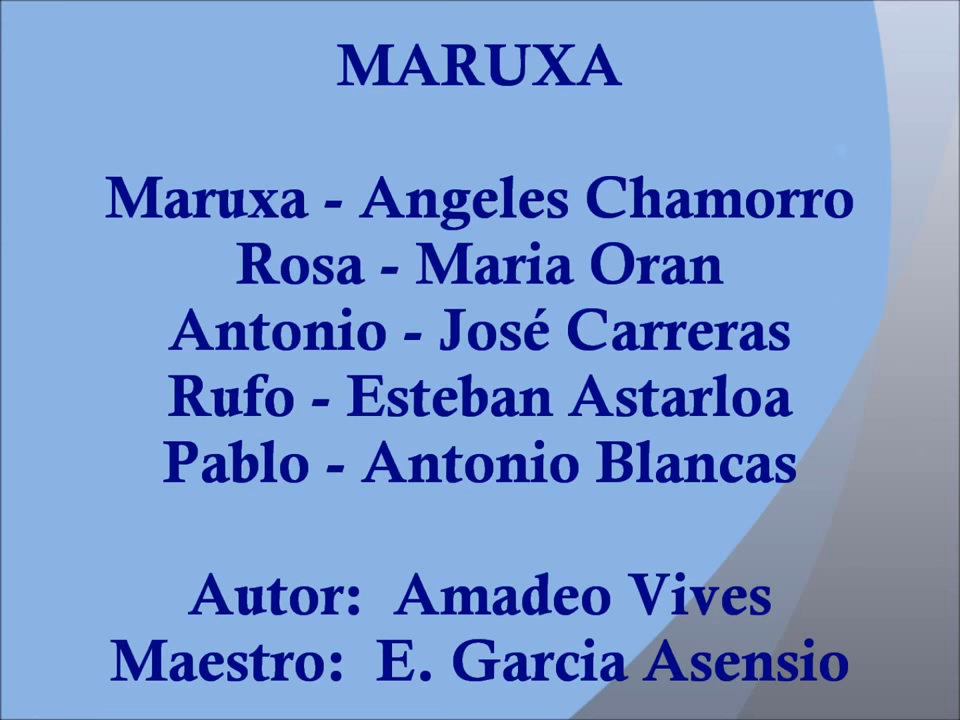 MARUXA
Maruxa - Angeles Chamorro
Rosa - Maria Oran
Antonio - José Carreras
Rufo - Esteban Astarloa
Pablo - Antonio Blancas
Autor: Amadeo Vives
Maestro: E. Garcia Asensio